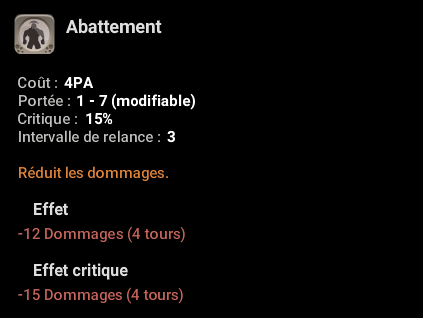 Abattement
Coût : 4PA
Portée : 1 - 7 (modifiable)
Critique : 15%
Intervalle de relance : 3
Réduit les dommages.
Effet
-12 Dommages (4 tours)
Effet critique
-15 Dommages (4 tours)